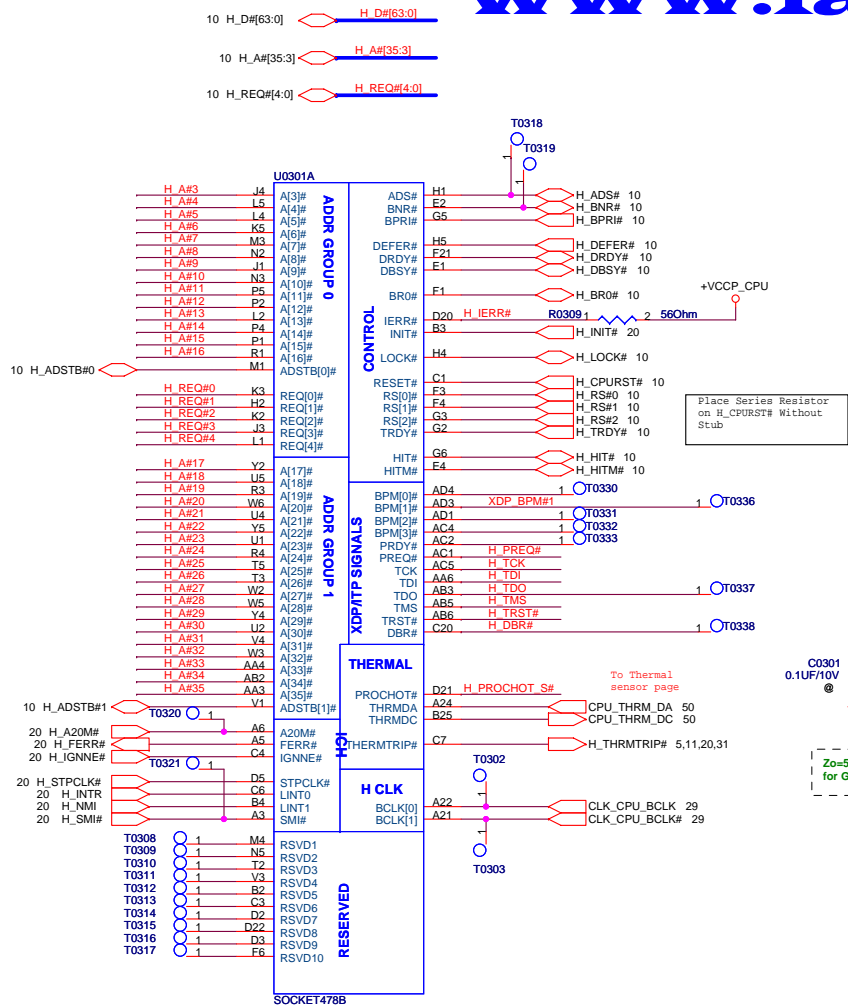 www.la
10 H_D#[63:0] H_D#[63:0]
10 H_A#[35:3] H_A#[35:3]
10 H_REQ#[4:0] H_REQ#[4:0]
T0318
1
T0319
1
U0301A
ADDR GROUP 0
CONTROL
H_A#3 J4 A[3]#
H_A#4 L5 A[4]#
H_A#5 L4 A[5]#
H_A#6 K5 A[6]#
H_A#7 M3 A[7]#
H_A#8 N2 A[8]#
H_A#9 J1 A[9]#
H_A#10 N3 A[10]#
H_A#11 P5 A[11]#
H_A#12 P2 A[12]#
H_A#13 L2 A[13]#
H_A#14 P4 A[14]#
H_A#15 P1 A[15]#
H_A#16 R1 A[16]#
10 H_ADSTB#0 M1 ADSTB[0]#
H_REQ#0 K3 REQ[0]#
H_REQ#1 H2 REQ[1]#
H_REQ#2 K2 REQ[2]#
H_REQ#3 J3 REQ[3]#
H_REQ#4 L1 REQ[4]#
ADS# H1 H_ADS# 10
BNR# E2 H_BNR# 10
BPRI# G5 H_BPRI# 10
DEFER# H5 H_DEFER# 10
DRDY# F21 H_DRDY# 10
DBSY# E1 H_DBSY# 10
BR0# F1 H_BR0# 10
+VCCP_CPU
IERR# D20 H_IERR# R0309 1 2 56Ohm
INIT# B3 H_INIT# 20
LOCK# H4 H_LOCK# 10
RESET# C1 H_CPURST# 10
RS[0]# F3 H_RS#0 10
RS[1]# F4 H_RS#1 10
RS[2]# G3 H_RS#2 10
TRDY# G2 H_TRDY# 10
HIT# G6 H_HIT# 10
HITM# E4 H_HITM# 10
Place Series Resistor
on H_CPURST# Without
Stub
ADDR GROUP 1
H_A#17 Y2 A[17]#
H_A#18 U5 A[18]#
H_A#19 R3 A[19]#
H_A#20 W6 A[20]#
H_A#21 U4 A[21]#
H_A#22 Y5 A[22]#
H_A#23 U1 A[23]#
H_A#24 R4 A[24]#
H_A#25 T5 A[25]#
H_A#26 T3 A[26]#
H_A#27 W2 A[27]#
H_A#28 W5 A[28]#
H_A#29 Y4 A[29]#
H_A#30 U2 A[30]#
H_A#31 V4 A[31]#
H_A#32 W3 A[32]#
H_A#33 AA4 A[33]#
H_A#34 AB2 A[34]#
H_A#35 AA3 A[35]#
10 H_ADSTB#1 V1 ADSTB[1]#
XDP/ITP SIGNALS
BPM[0]# AD4 1 T0330
BPM[1]# AD3 XDP_BPM#1 1 T0336
BPM[2]# AD1 1 T0331
BPM[3]# AC4 1 T0332
PRDY# AC2 1 T0333
PREQ# AC1 H_PREQ#
TCK AC5 H_TCK
TDI AA6 H_TDI
TDO AB3 H_TDO 1 T0337
TMS AB5 H_TMS
TRST# AB6 H_TRST#
DBR# C20 H_DBR# 1 T0338
THERMAL
To Thermal
sensor page
PROCHOT# D21 H_PROCHOT_S#
THRMDA A24 CPU_THRM_DA 50
THRMDC B25 CPU_THRM_DC 50
THERMTRIP# C7 H_THRMTRIP# 5,11,20,31
C0301
0.1UF/10V
@
T0320 1
ICH
20 H_A20M# A6 A20M#
20 H_FERR# A5 FERR#
20 H_IGNNE# C4 IGNNE#
T0321 1
20 H_STPCLK# D5 STPCLK#
20 H_INTR C6 LINT0
20 H_NMI B4 LINT1
20 H_SMI# A3 SMI#
T0302
1
H CLK
BCLK[0] A22 CLK_CPU_BCLK 29
BCLK[1] A21 CLK_CPU_BCLK# 29
1
T0303
Zo=5
for G
RESERVED
T0308 1 M4 RSVD1
T0309 1 N5 RSVD2
T0310 1 T2 RSVD3
T0311 1 V3 RSVD4
T0312 1 B2 RSVD5
T0313 1 C3 RSVD6
T0314 1 D2 RSVD7
T0315 1 D22 RSVD8
T0316 1 D3 RSVD9
T0317 1 F6 RSVD10
SOCKET478B